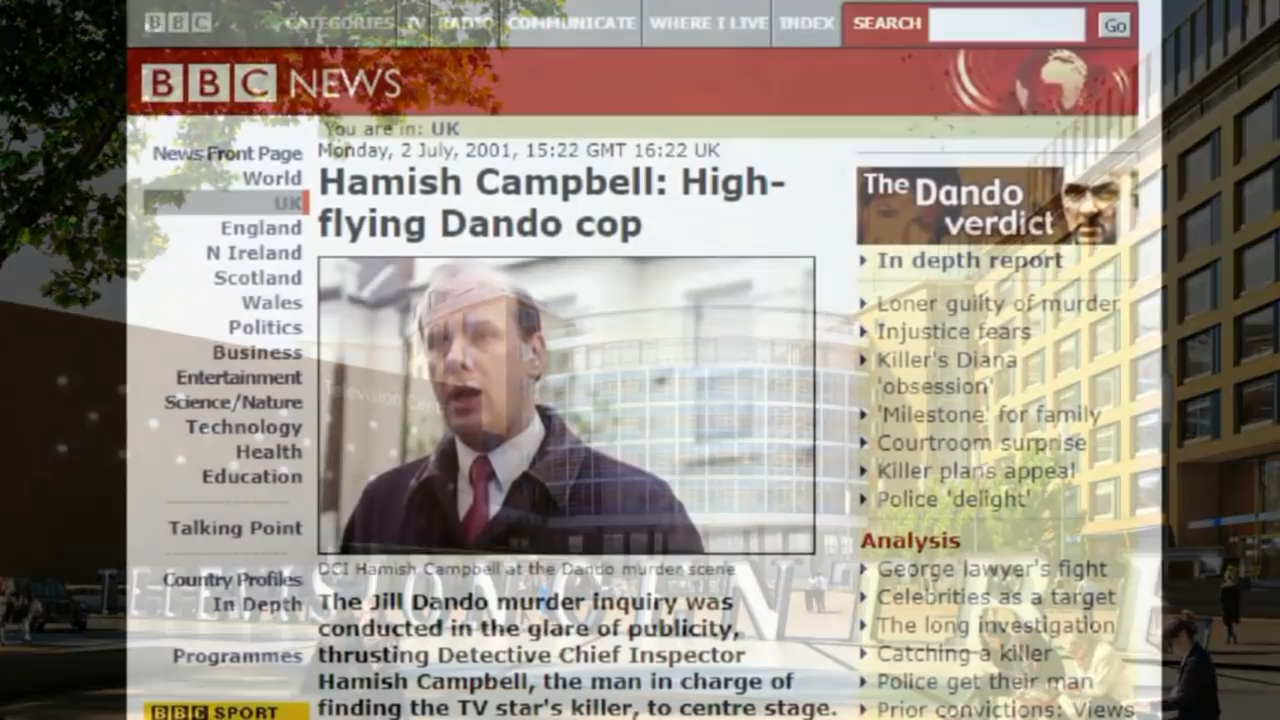 BBC CATEGORIES TV RADIO COMMUNICATE WHERE I LIVE INDEX SEARCH Go
BBC NEWS
You are in: UK
Monday, 2 July, 2001, 15:22 GMT 16:22 UK
Hamish Campbell: High-
flying Dando cop
News Front Page
World
UK
England
N Ireland
Scotland
Wales
Politics
Business
Entertainment
Science/Nature
Technology
Health
Education
Talking Point
Country Profiles
In Depth
Programmes
BBC SPORT
Television Cen
DCI Hamish Campbell at the Dando murder scene
The Jill Dando murder inquiry was
conducted in the glare of publicity,
thrusting Detective Chief Inspector
Hamish Campbell, the man in charge of
finding the TV star's killer, to centre stage.
The Dando
verdict
In depth report
Loner guilty of murder
Injustice fears
Killer's Diana
'obsession'
'Milestone' for family
Courtroom surprise
Killer plans appeal
Police 'delight'
Analysis
George lawyer's fight
Celebrities as a target
The long investigation
Catching a killer
Police get their man
Prior convictions: Views